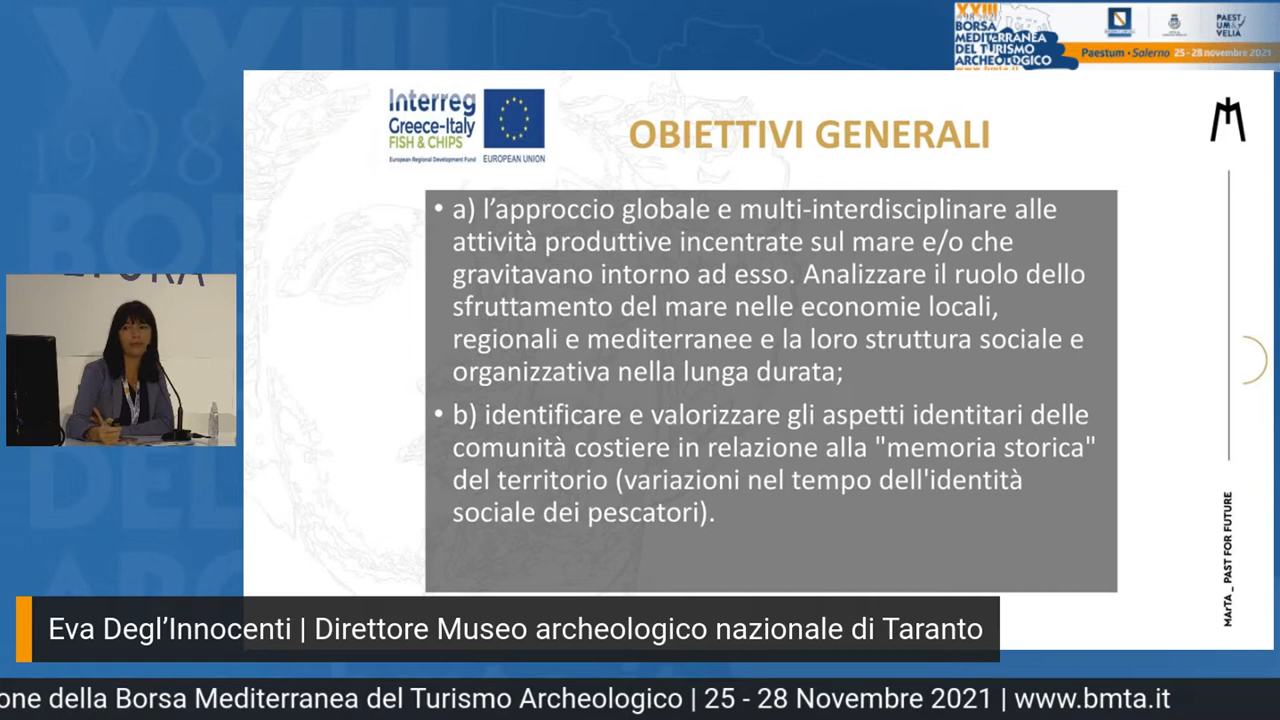 XXIII
BORSA
MEDITERRANEA
DEL TURISMO
ARCHEOLOGICO
www.bmta.it
PAEST
UM&
VELIA
Paestum • Salerno 25 - 28 novembre 2021
Interreg
Greece-Italy
FISH & CHIPS
European Regional Development Fund
EUROPEAN UNION
OBIETTIVI GENERALI
• a) l’approccio globale e multi-interdisciplinare alle
attività produttive incentrate sul mare e/o che
gravitavano intorno ad esso. Analizzare il ruolo dello
sfruttamento del mare nelle economie locali,
regionali e mediterranee e la loro struttura sociale e
organizzativa nella lunga durata;
• b) identificare e valorizzare gli aspetti identitari delle
comunità costiere in relazione alla "memoria storica"
del territorio (variazioni nel tempo dell'identità
sociale dei pescatori).
MArTA _ PAST FOR FUTURE
Eva Degl’Innocenti | Direttore Museo archeologico nazionale di Taranto
one della Borsa Mediterranea del Turismo Archeologico | 25 - 28 Novembre 2021 | www.bmta.it